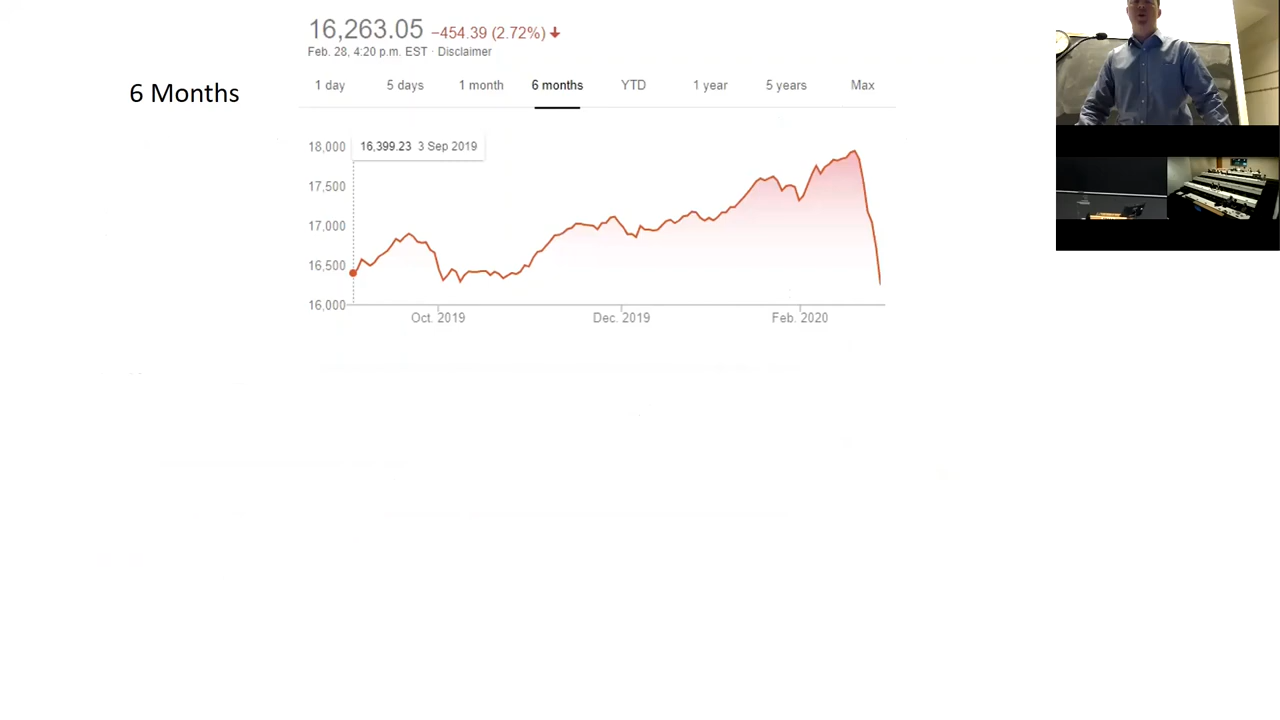 16,263.05 −454.39 (2.72%)
Feb. 28, 4:20 p.m. EST · Disclaimer
6 Months
1 day 5 days 1 month 6 months YTD 1 year 5 years Max
16,399.23 3 Sep 2019
18,000
17,500
17,000
16,500
16,000
Oct. 2019 Dec. 2019 Feb. 2020